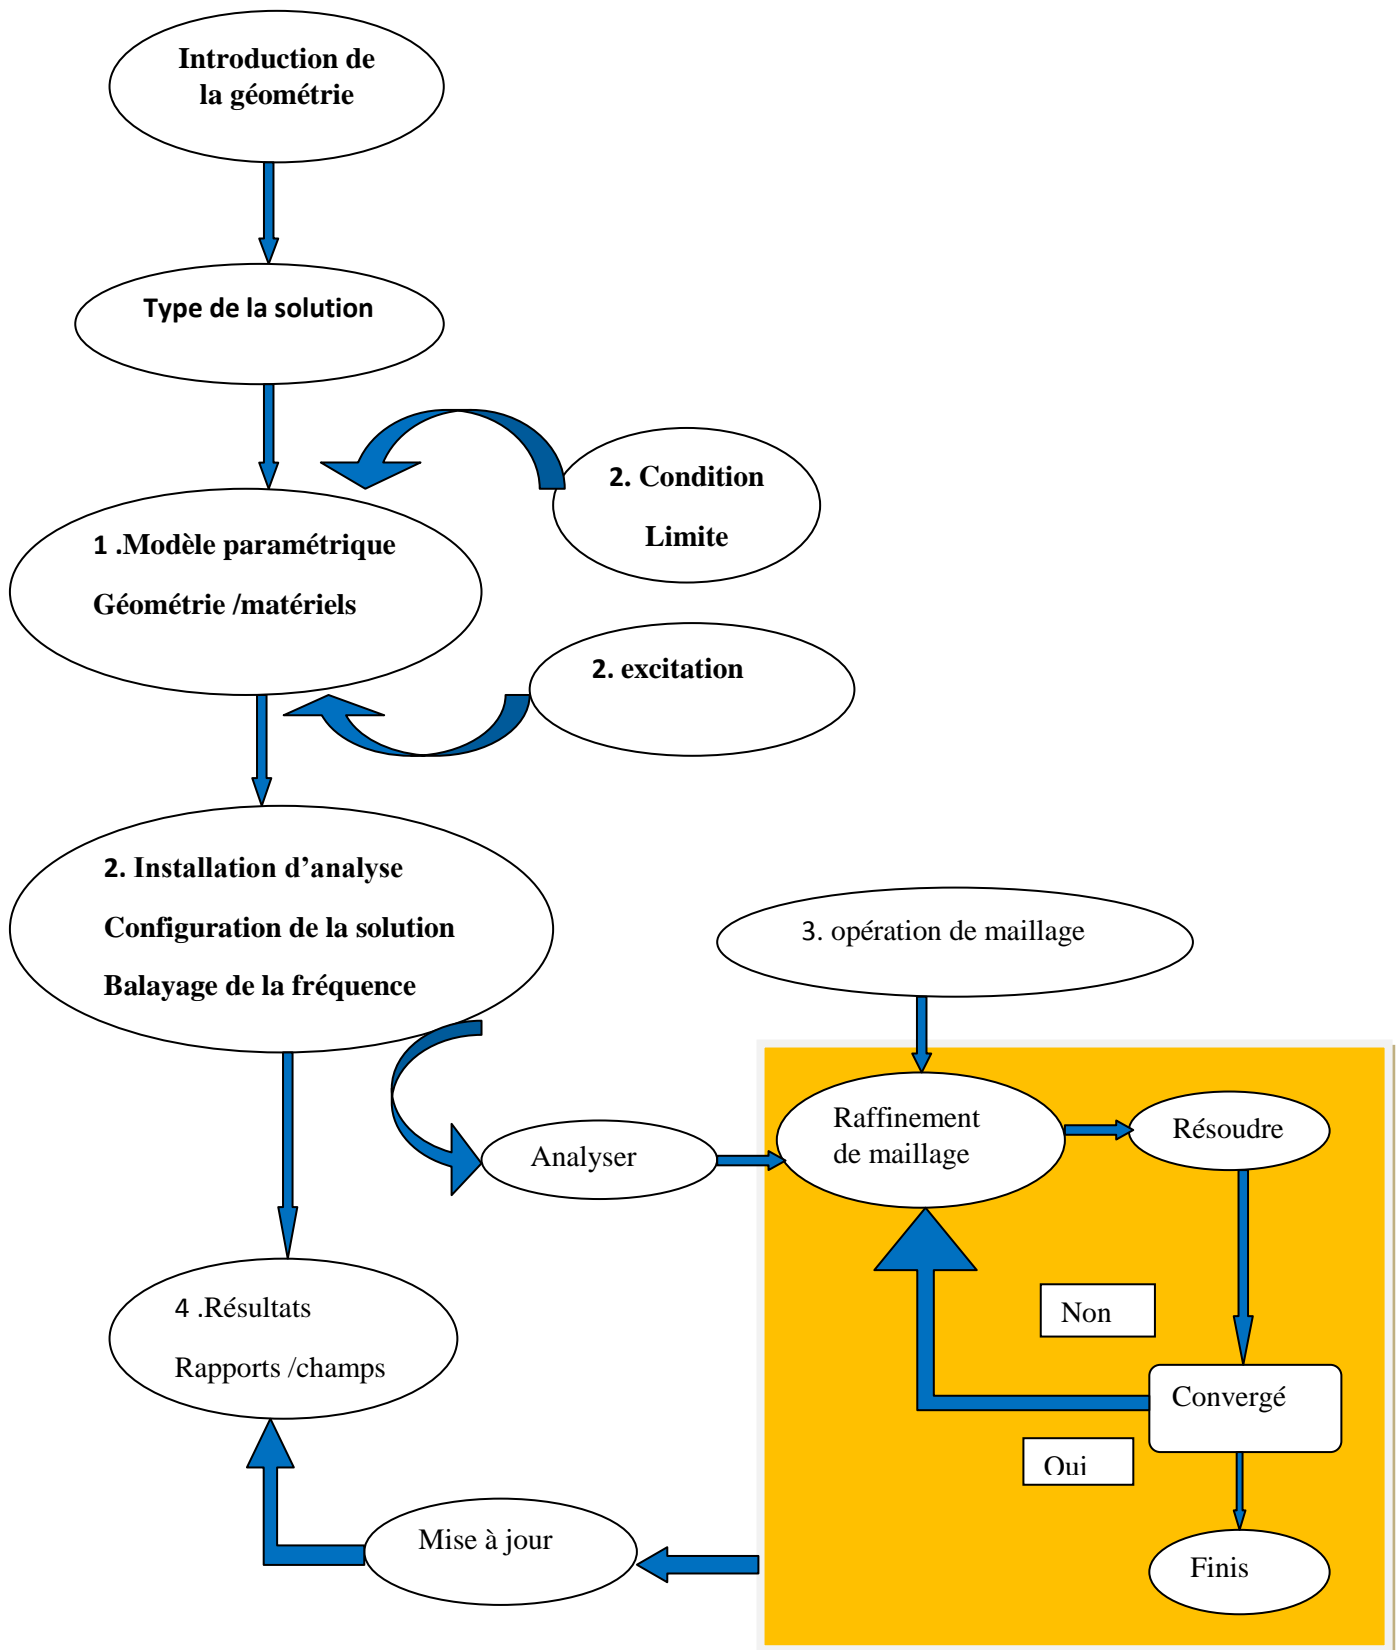 Introduction de
la géométrie
Type de la solution
2. Condition
Limite
1 .Modèle paramétrique
Géométrie /matériels
2. excitation
2. Installation d’analyse
Configuration de la solution
Balayage de la fréquence
3. opération de maillage
Raffinement
de maillage
Résoudre
Analyser
Non
4 .Résultats
Rapports /champs
Convergé
Oui
Mise à jour
Finis